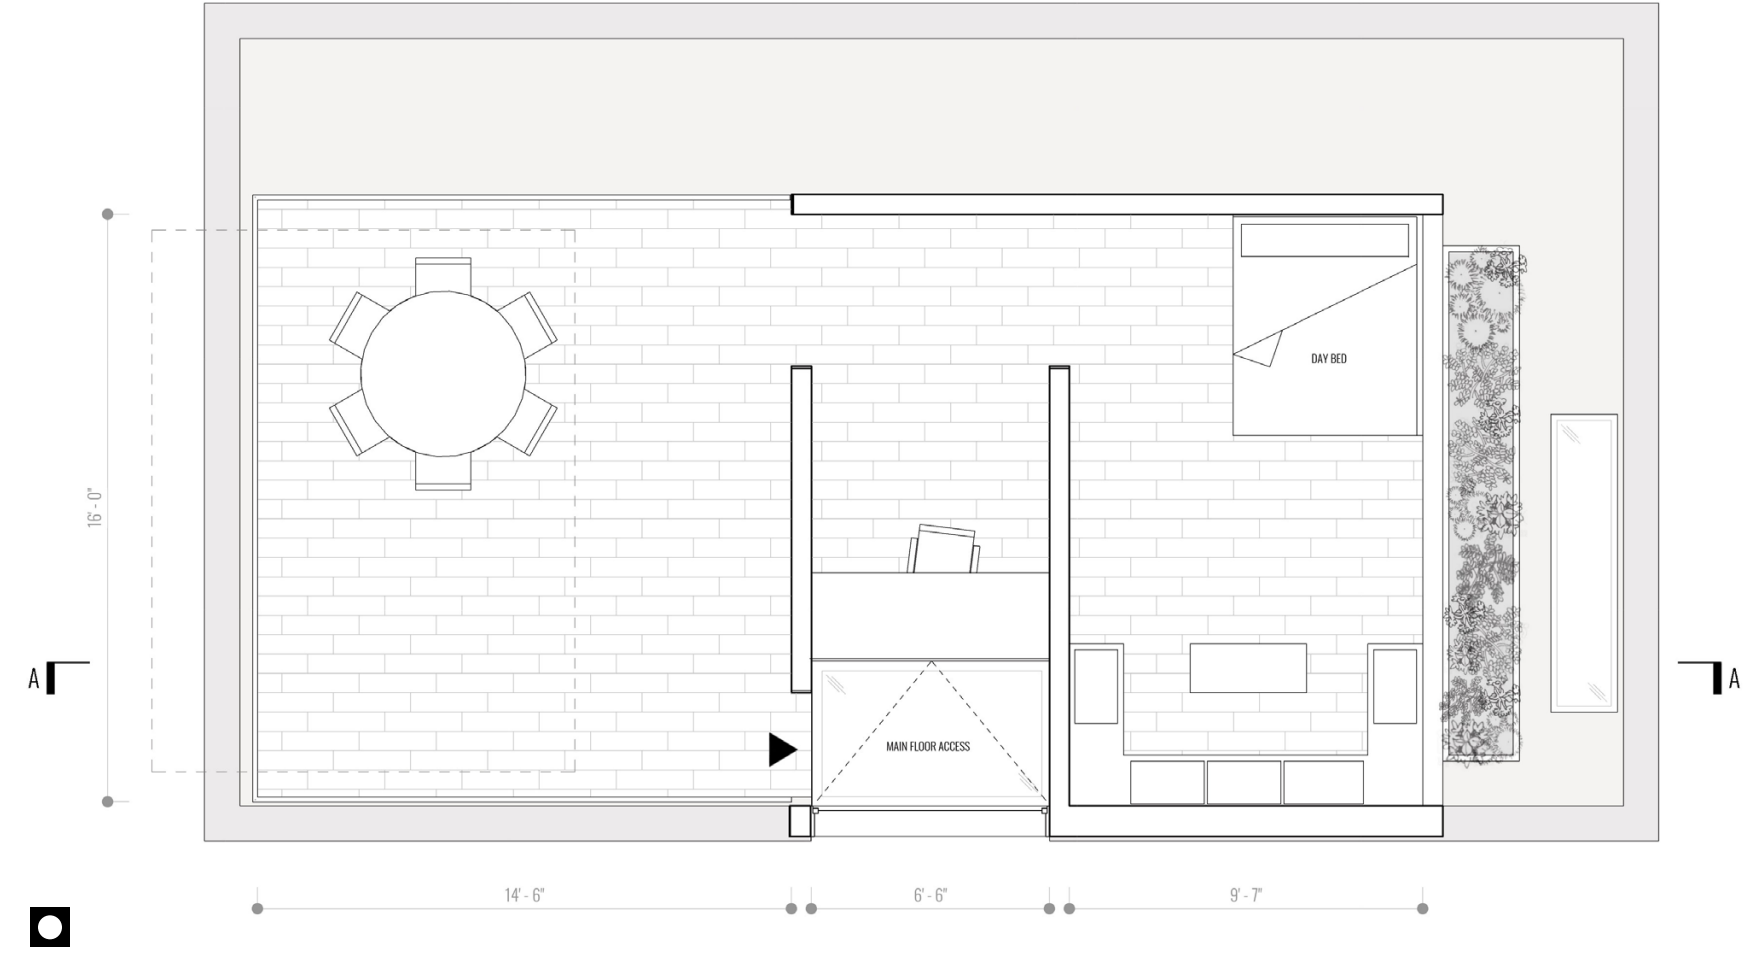 DAY BED
16' - 0"
A
A
MAIN FLOOR ACCESS
14' - 6"
6' - 6"
9' - 7"